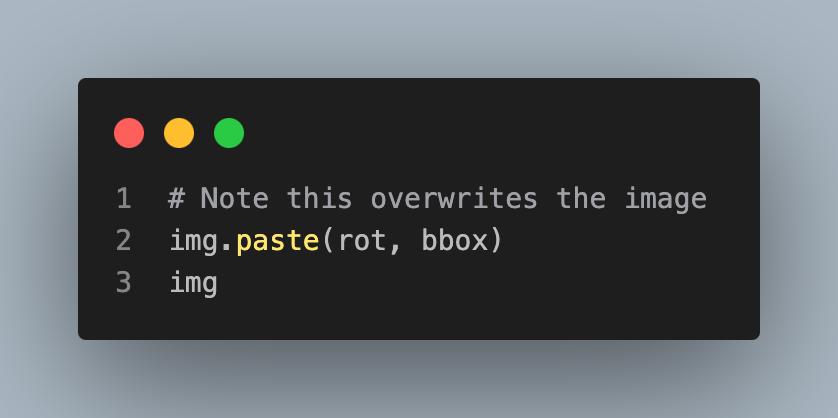 1 # Note this overwrites the image
2 img.paste(rot, bbox)
3 img